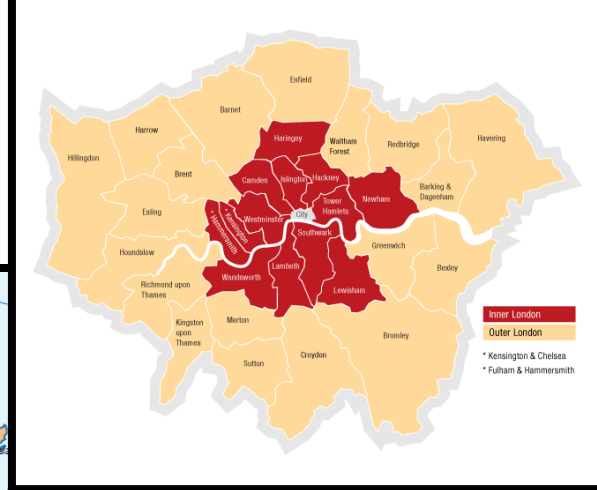 Enfield
Barnet
Haringey
Waltham
Forest
Redbridge
Havering
Harrow
Hillingdon
Brent
Camden
Islington
Hackney
Newham
Barking &
Dagenham
Ealing
* Hammersmith
* Kensington
Westminster
City
Tower
Hamlets
Southwark
Greenwich
Hounslow
Richmond upon
Thames
Wandsworth
Lambeth
Lewisham
Bexley
Kingston
upon
Thames
Merton
Sutton
Croydon
Bromley
Inner London
Outer London
* Kensington & Chelsea
* Fulham & Hammersmith